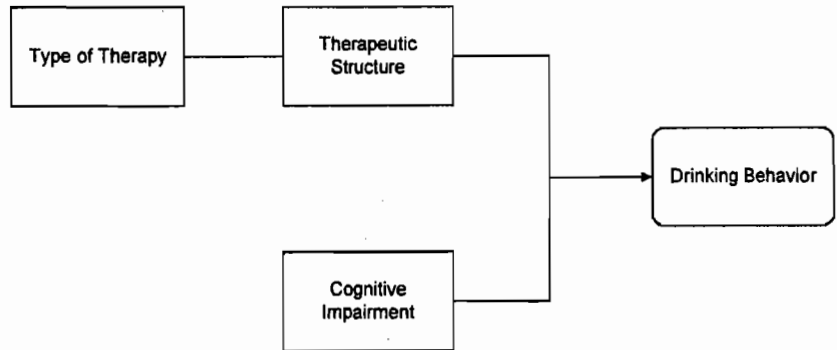 Type of Therapy
Therapeutic
Structure
Drinking Behavior
Cognitive
Impairment